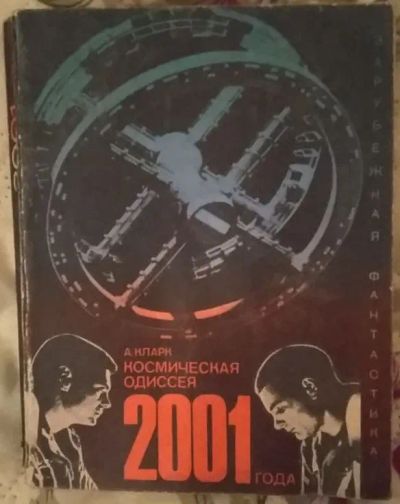 ЗАРУБЕЖНАЯ ФАНТАСТИКА
А. КЛАРК
КОСМИЧЕСКАЯ
ОДИССЕЯ
2001
ГОДА